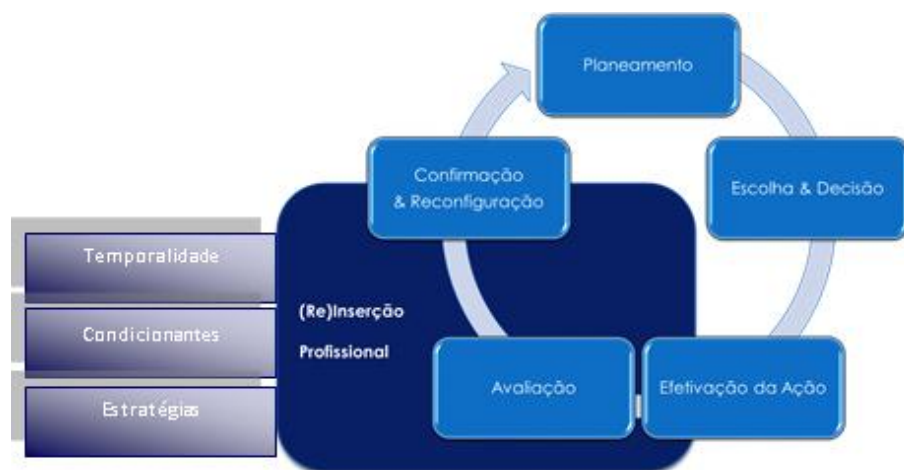 Planeamento
Confirmação
& Reconfiguração
Escolha & Decisão
Temporalidade
(Re)Inserção
Profissional
Condicionantes
Avaliação
Efetivação da Ação
Estratégias